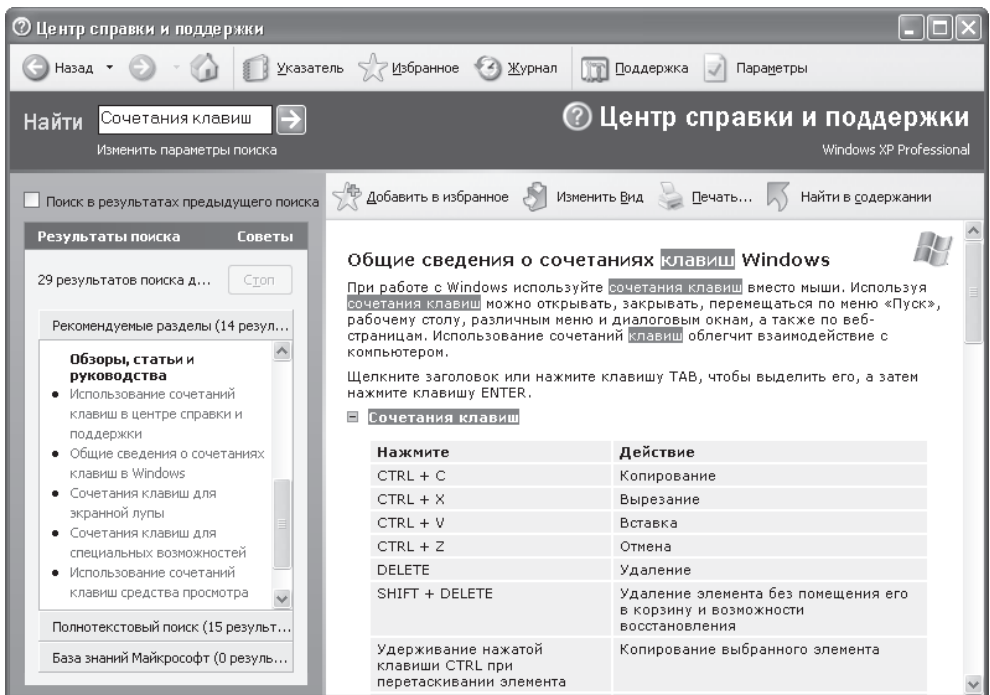 Центр справки и поддержки
Назад
Указатель
Избранное
Журнал
Поддержка
Параметры
Найти
Сочетания клавиш
Центр справки и поддержки
Изменить параметры поиска
Windows XP Professional
Поиск в результатах предыдущего поиска
Добавить в избранное
Изменить Вид
Печать...
Найти в содержании
Результаты поиска
Советы
29 результатов поиска д...
Стоп
Рекомендуемые разделы (14 резул...
Обзоры, статьи и
руководства
Использование сочетаний
клавиш в центре справки и
поддержки
Общие сведения о сочетаниях
клавиш в Windows
Сочетания клавиш для
экранной лупы
Сочетания клавиш для
специальных возможностей
Использование сочетаний
клавиш средства просмотра
Полнотекстовый поиск (15 результ...
База знаний Майкрософт (0 резуль...
Общие сведения о сочетаниях клавиш Windows
При работе с Windows используйте сочетания клавиш вместо мыши. Используя
сочетания клавиш можно открывать, закрывать, перемещаться по меню «Пуск»,
рабочему столу, различным меню и диалоговым окнам, а также по веб-
страницам. Использование сочетаний клавиш облегчит взаимодействие с
компьютером.
Щелкните заголовок или нажмите клавишу TAB, чтобы выделить его, а затем
нажмите клавишу ENTER.
Сочетания клавиш
Нажмите Действие
CTRL + C Копирование
CTRL + X Вырезание
CTRL + V Вставка
CTRL + Z Отмена
DELETE Удаление
SHIFT + DELETE Удаление элемента без помещения его
в корзину и возможности
восстановления
Удерживание нажатой Копирование выбранного элемента
клавиши CTRL при
перетаскивании элемента